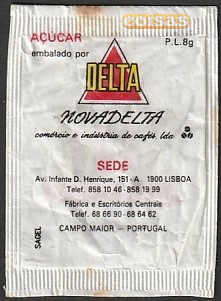 coisas
AÇUCAR
P.L.8g
embalado por
DELTA
NOVADELTA
comércio e indústria de cafés, lda
SEDE
Av. Infante D. Henrique, 151-A 1900 LISBOA
Telef. 858 10 46 - 858 19 99
Fábrica e Escritórios Centrais
Telef. 68 66 90 - 68 64 62
CAMPO MAIOR - PORTUGAL
SAGEL